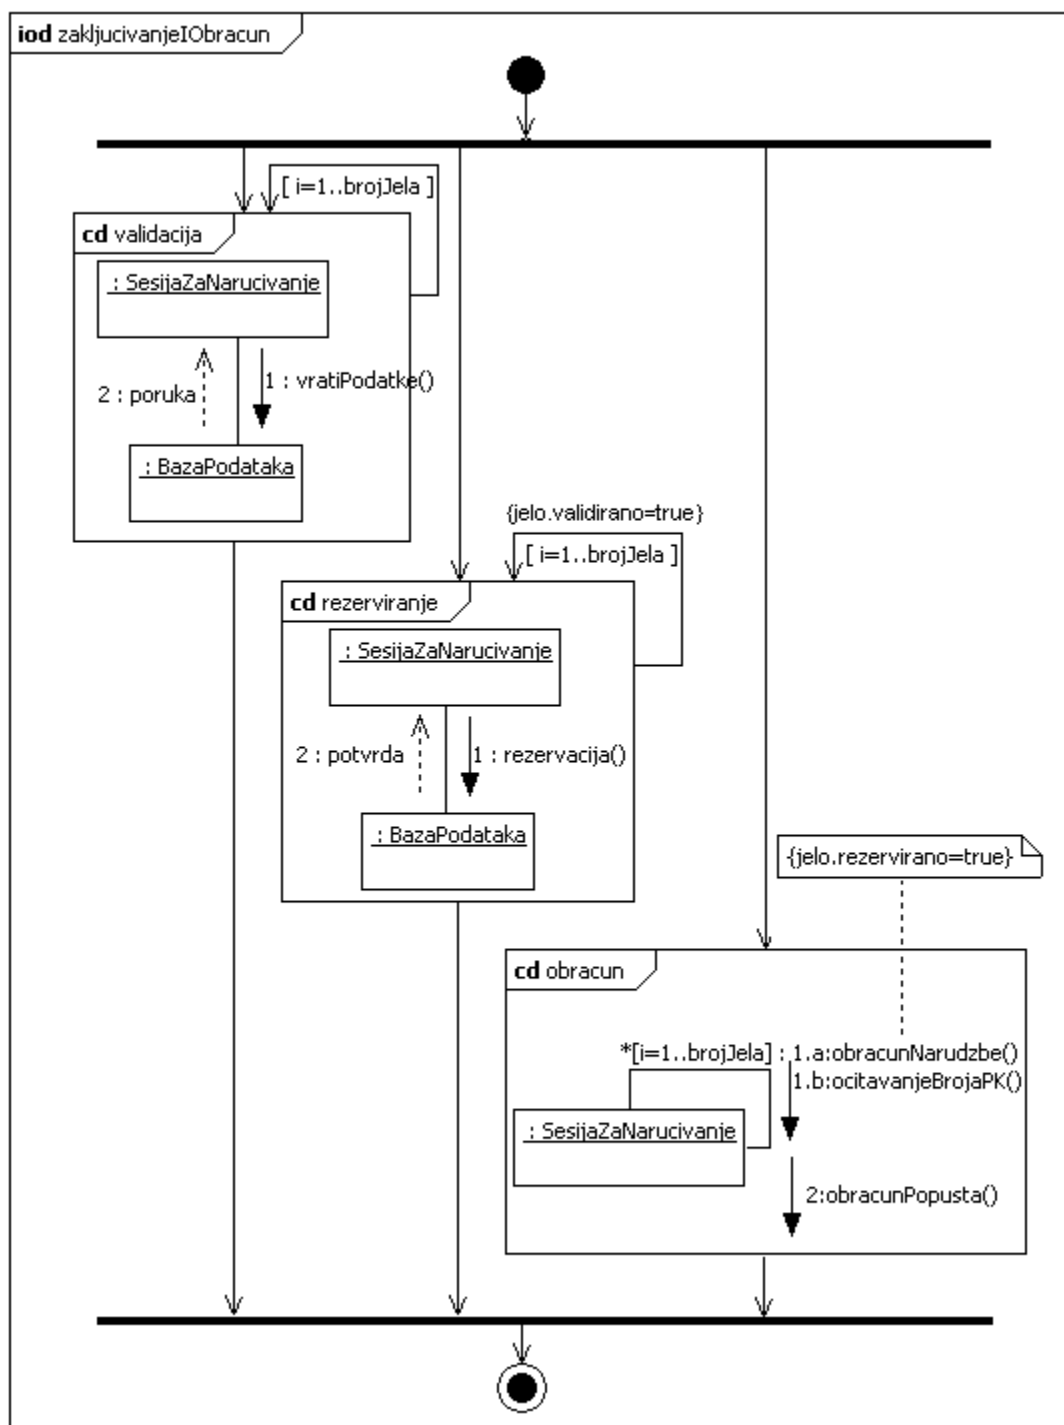 iod zakljucivanjeIObracun
[ i=1..brojJela ]
cd validacija
: SesijaZaNarucivanje
2 : poruka
1 : vratiPodatke()
: BazaPodataka
{jelo.validirano=true}
[ i=1..brojJela ]
cd rezerviranje
: SesijaZaNarucivanje
2 : potvrda
1 : rezervacija()
: BazaPodataka
{jelo.rezervirano=true}
cd obracun
*[i=1..brojJela] : 1.a:obracunNarudzbe()
1.b:ocitavanjeBrojaPK()
: SesijaZaNarucivanje
2:obracunPopusta()